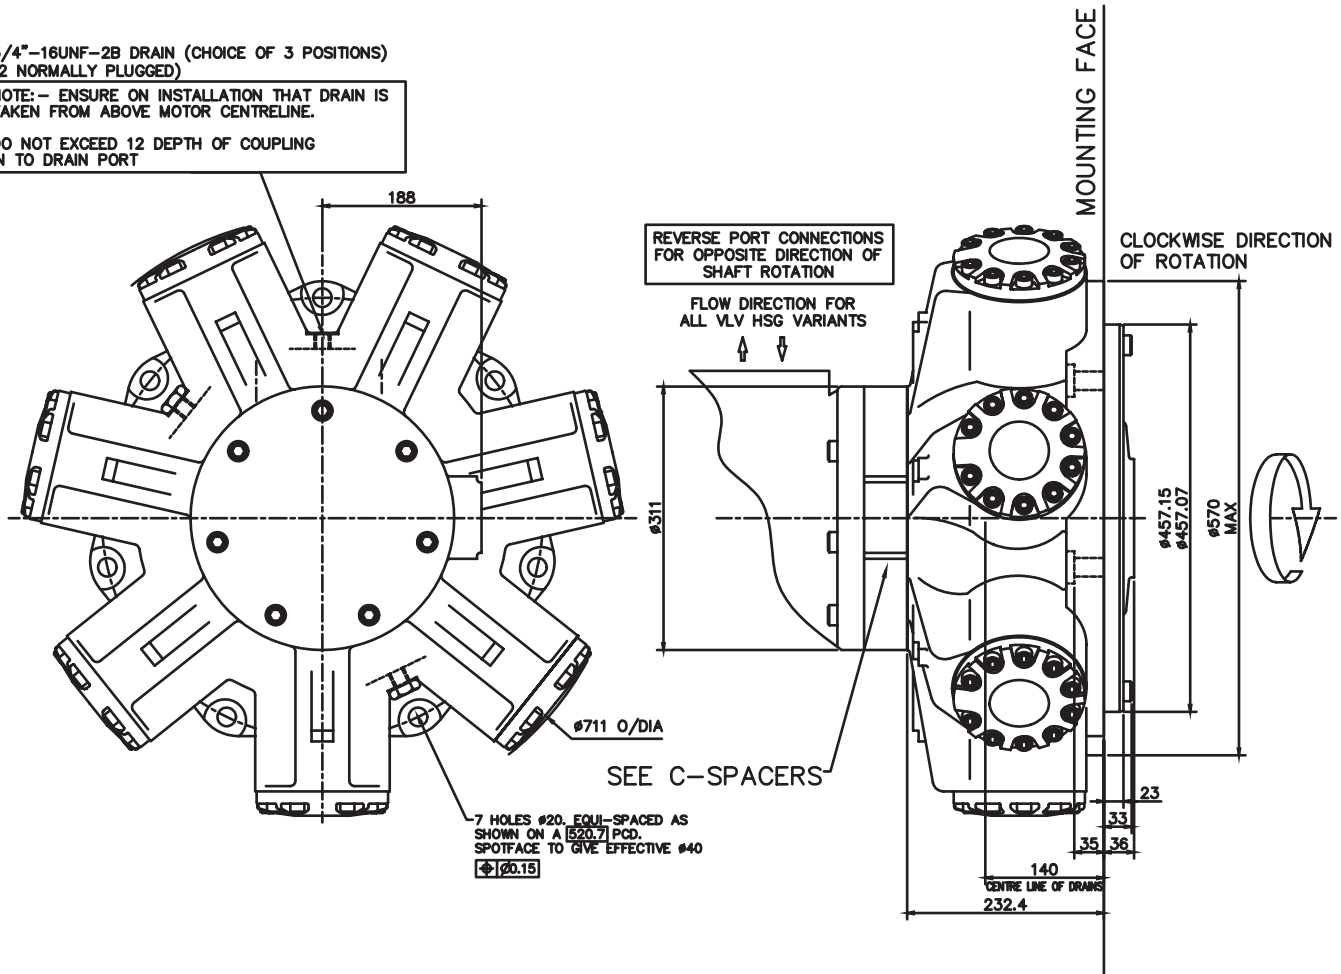 /4"-16UNF-2B DRAIN (CHOICE OF 3 POSITIONS)
2 NORMALLY PLUGGED)
OTE:- ENSURE ON INSTALLATION THAT DRAIN IS
AKEN FROM ABOVE MOTOR CENTRELINE.
DO NOT EXCEED 12 DEPTH OF COUPLING
N TO DRAIN PORT
188
REVERSE PORT CONNECTIONS
FOR OPPOSITE DIRECTION OF
SHAFT ROTATION
FLOW DIRECTION FOR
ALL VLV HSG VARIANTS
MOUNTING FACE
CLOCKWISE DIRECTION
OF ROTATION
ø311
ø457.15
ø457.07
ø570
MAX
ø711 O/DIA
SEE C-SPACERS
7 HOLES ø20. EQUI-SPACED AS
SHOWN ON A 520.7 PCD.
SPOTFACE TO GIVE EFFECTIVE ø40
⌖ Ø0.15
23
33
35 36
140
CENTRE LINE OF DRAINS
232.4